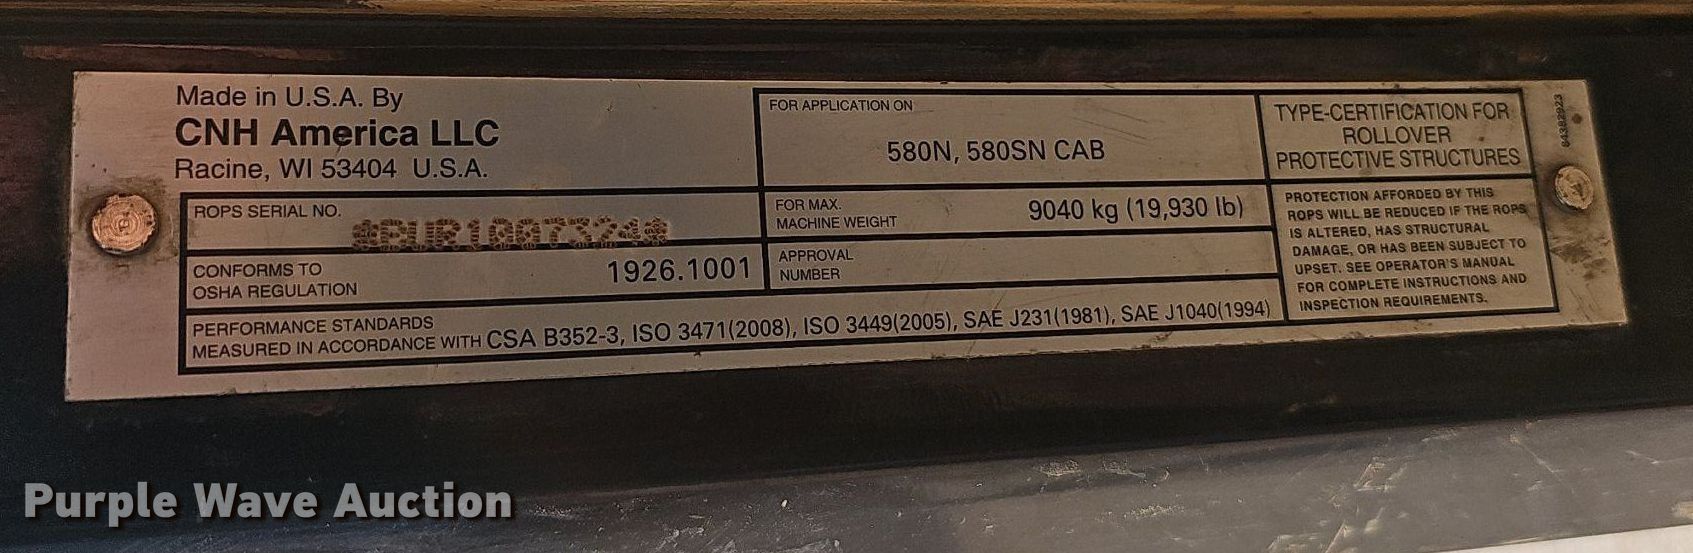 Made in U.S.A. By
CNH America LLC
Racine, WI 53404 U.S.A.
FOR APPLICATION ON
580N, 580SN CAB
TYPE-CERTIFICATION FOR
ROLLOVER
PROTECTIVE STRUCTURES
84382923
ROPS SERIAL NO.
FOR MAX.
MACHINE WEIGHT
9040 kg (19,930 lb)
CONFORMS TO
OSHA REGULATION
1926.1001
APPROVAL
NUMBER
PERFORMANCE STANDARDS
MEASURED IN ACCORDANCE WITH CSA B352-3, ISO 3471(2008), ISO 3449(2005), SAE J231(1981), SAE J1040(1994)
PROTECTION AFFORDED BY THIS
ROPS WILL BE REDUCED IF THE ROPS
IS ALTERED, HAS STRUCTURAL
DAMAGE, OR HAS BEEN SUBJECT TO
UPSET. SEE OPERATOR'S MANUAL
FOR COMPLETE INSTRUCTIONS AND
INSPECTION REQUIREMENTS.
Purple Wave Auction